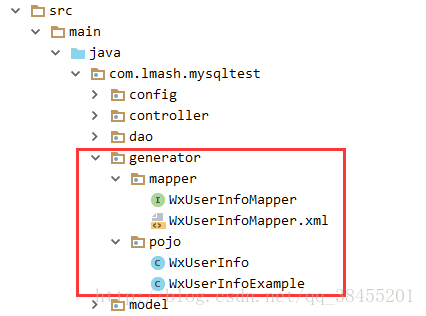 src
main
java
com.lmash.mysqltest
config
controller
dao
generator
mapper
I WxUserInfoMapper
WxUserInfoMapper.xml
pojo
C WxUserInfo
C WxUserInfoExample
http://blog.csdn.net/qq_38455201
model